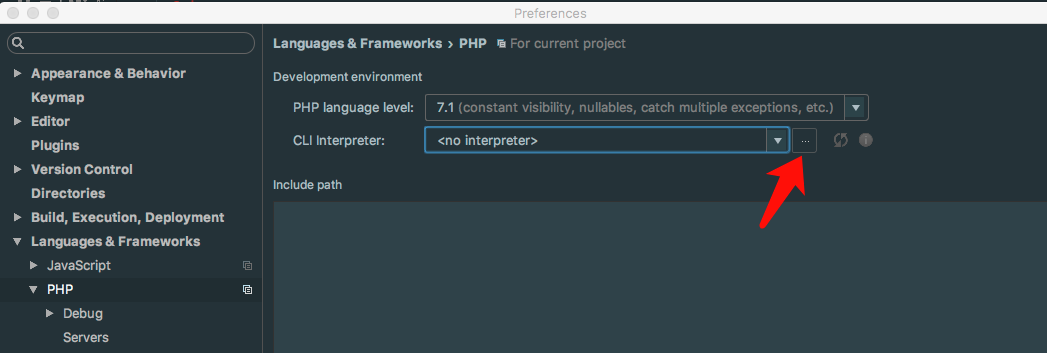 Preferences
Languages & Frameworks › PHP For current project
Appearance & Behavior
Keymap
Editor
Plugins
Version Control
Directories
Build, Execution, Deployment
Languages & Frameworks
JavaScript
PHP
Debug
Servers
Development environment
PHP language level: 7.1 (constant visibility, nullables, catch multiple exceptions, etc.)
CLI Interpreter: <no interpreter> ...
Include path